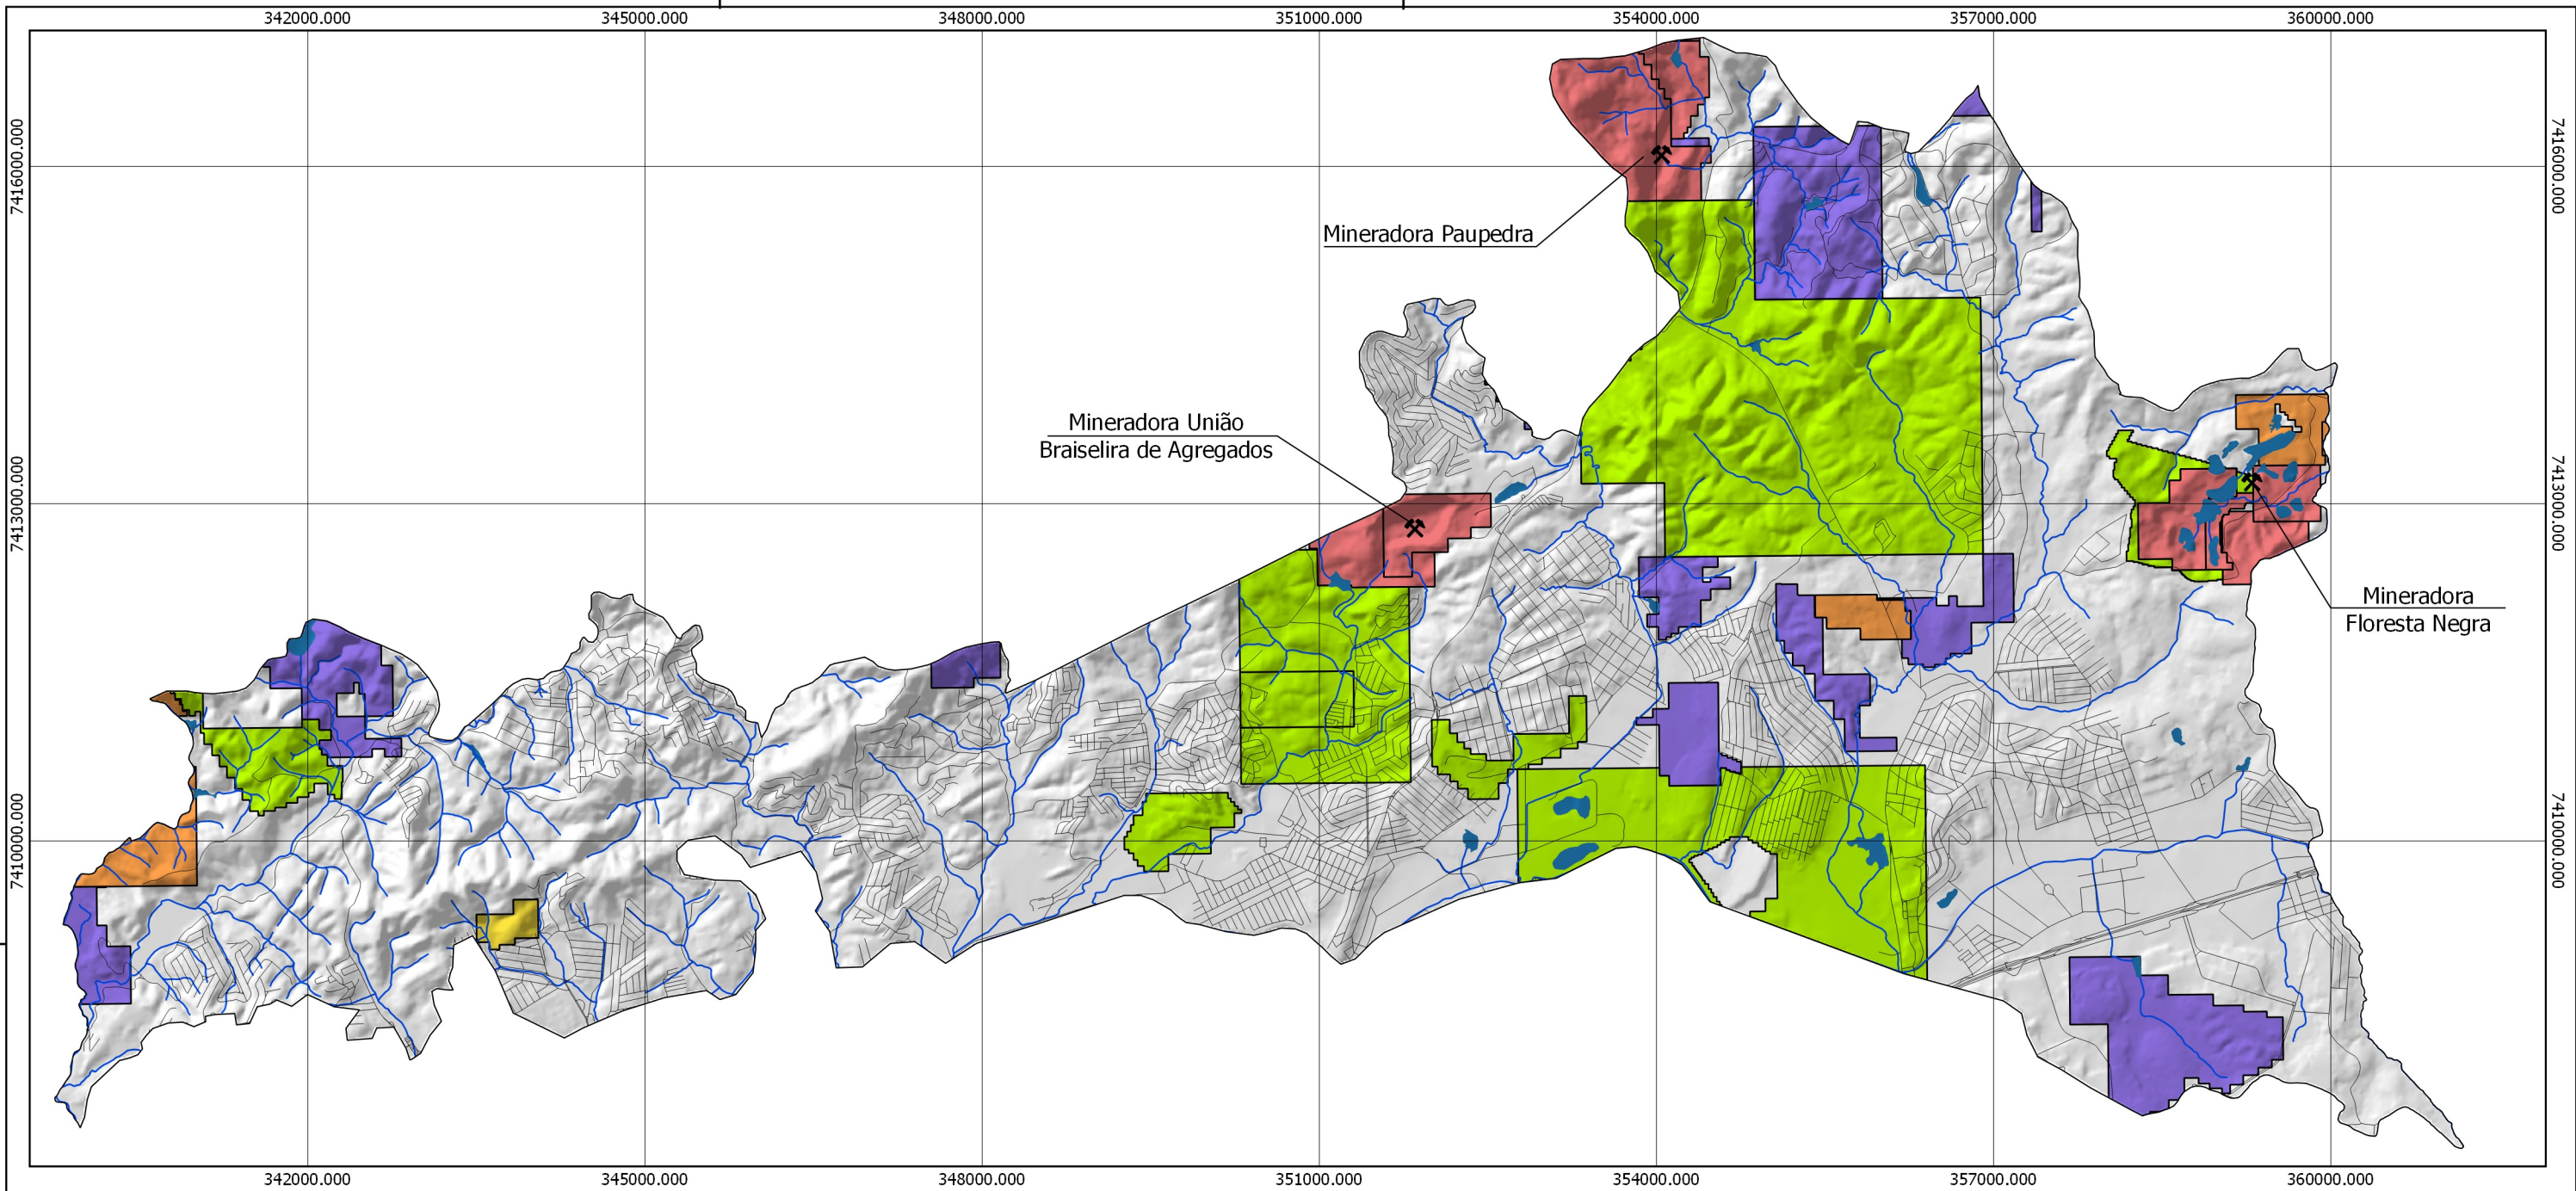 342000.000 345000.000 348000.000 351000.000 354000.000 357000.000 360000.000
7416000.000 7416000.000
Mineradora Paupedra
Mineradora União
Braiselira de Agregados
7413000.000 7413000.000
Mineradora
Floresta Negra
7410000.000 7410000.000
342000.000 345000.000 348000.000 351000.000 354000.000 357000.000 360000.000